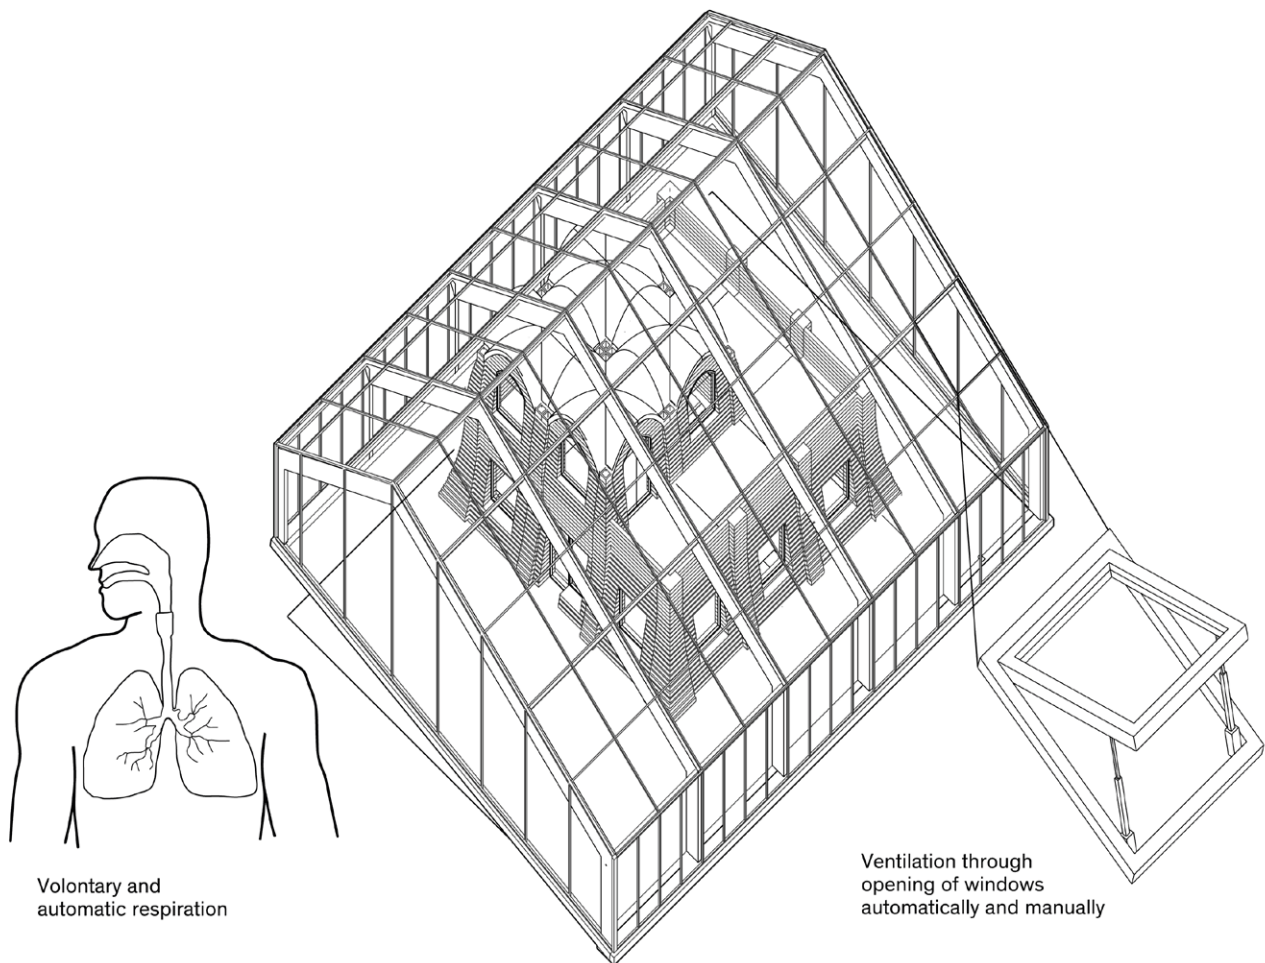 Volontary and
automatic respiration
Ventilation through
opening of windows
automatically and manually